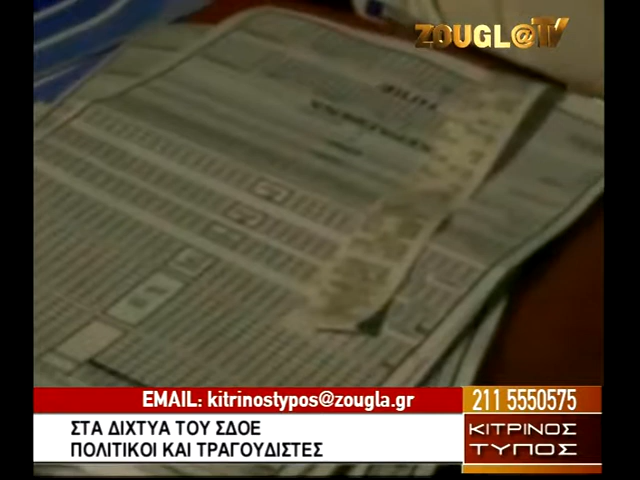 ZOUGL@TV
EMAIL: kitrinostypos@zougla.gr
211 5550575
ΣΤΑ ΔΙΧΤΥΑ ΤΟΥ ΣΔΟΕ
ΠΟΛΙΤΙΚΟΙ ΚΑΙ ΤΡΑΓΟΥΔΙΣΤΕΣ
ΚΙΤΡΙΝΟΣ
ΤΥΠΟΣ